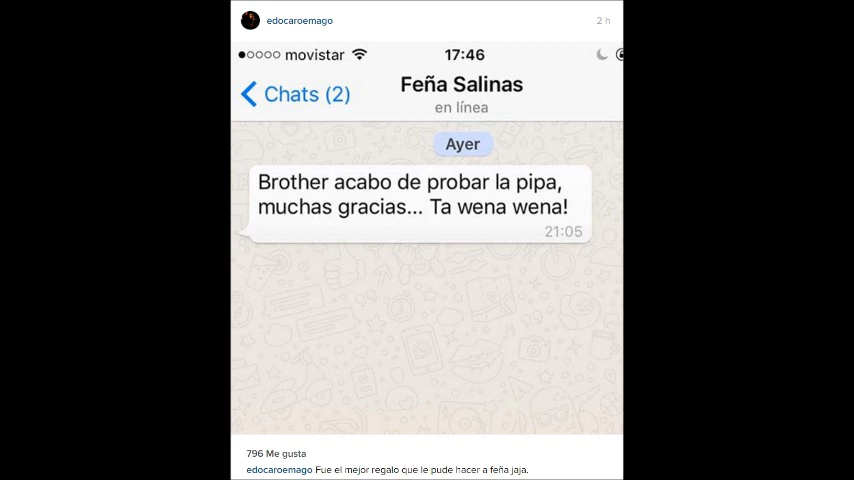 edocaroemago
2 h
movistar
17:46
Chats (2)
Feña Salinas
en línea
Ayer
Brother acabo de probar la pipa,
muchas gracias... Ta wena wena!
21:05
796 Me gusta
edocaroemago Fue el mejor regalo que le pude hacer a feña jaja.